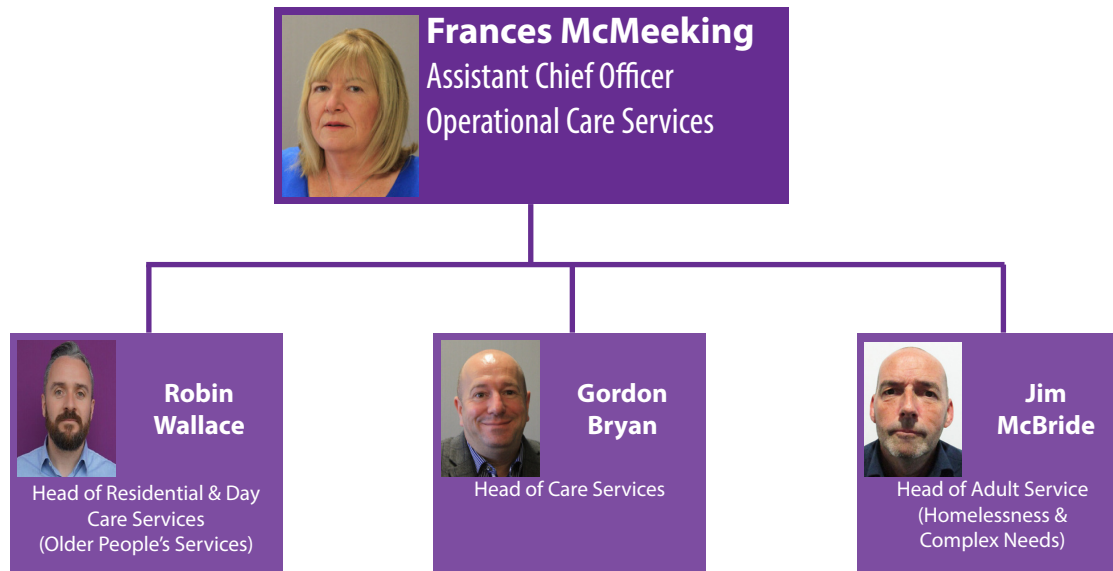 Frances McMeeking
Assistant Chief Officer
Operational Care Services
Robin
Wallace
Head of Residential & Day
Care Services
(Older People’s Services)
Gordon
Bryan
Head of Care Services
Jim
McBride
Head of Adult Service
(Homelessness &
Complex Needs)